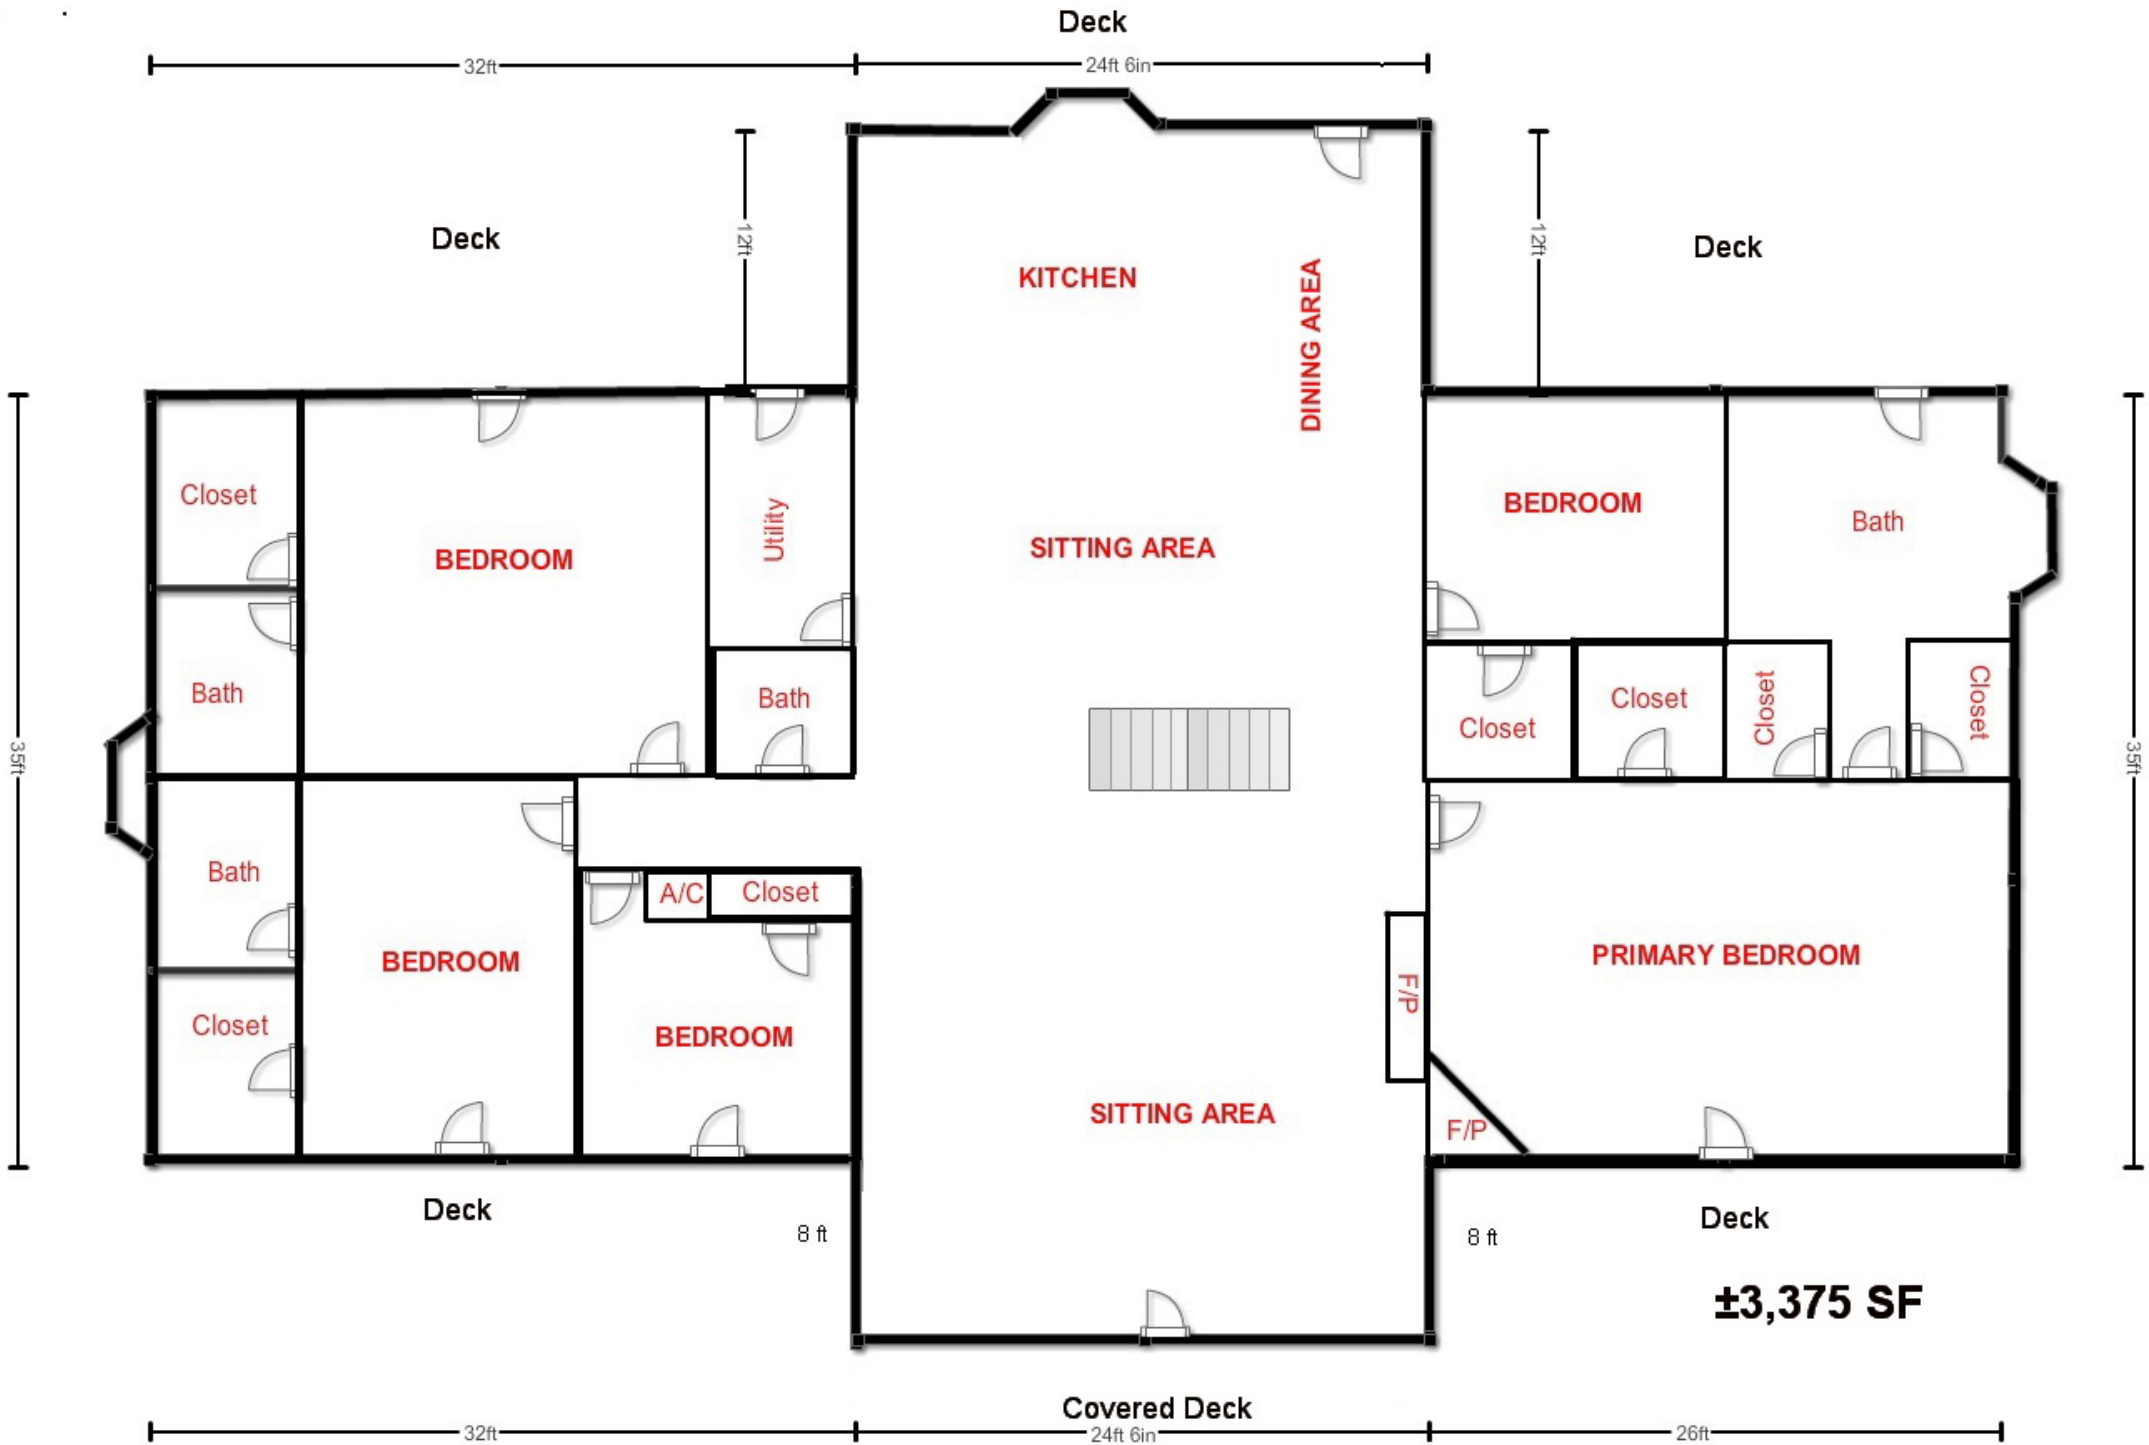 Deck
32ft
24ft 6in
12ft
12ft
Deck
Deck
KITCHEN
DINING AREA
Closet
BEDROOM
Utility
SITTING AREA
BEDROOM
Bath
Bath
Bath
Closet
Closet
Closet
Closet
35ft
35ft
Bath
A/C
Closet
BEDROOM
PRIMARY BEDROOM
F/P
Closet
BEDROOM
SITTING AREA
F/P
Deck
8 ft
8 ft
Deck
±3,375 SF
Covered Deck
32ft
24ft 6in
26ft